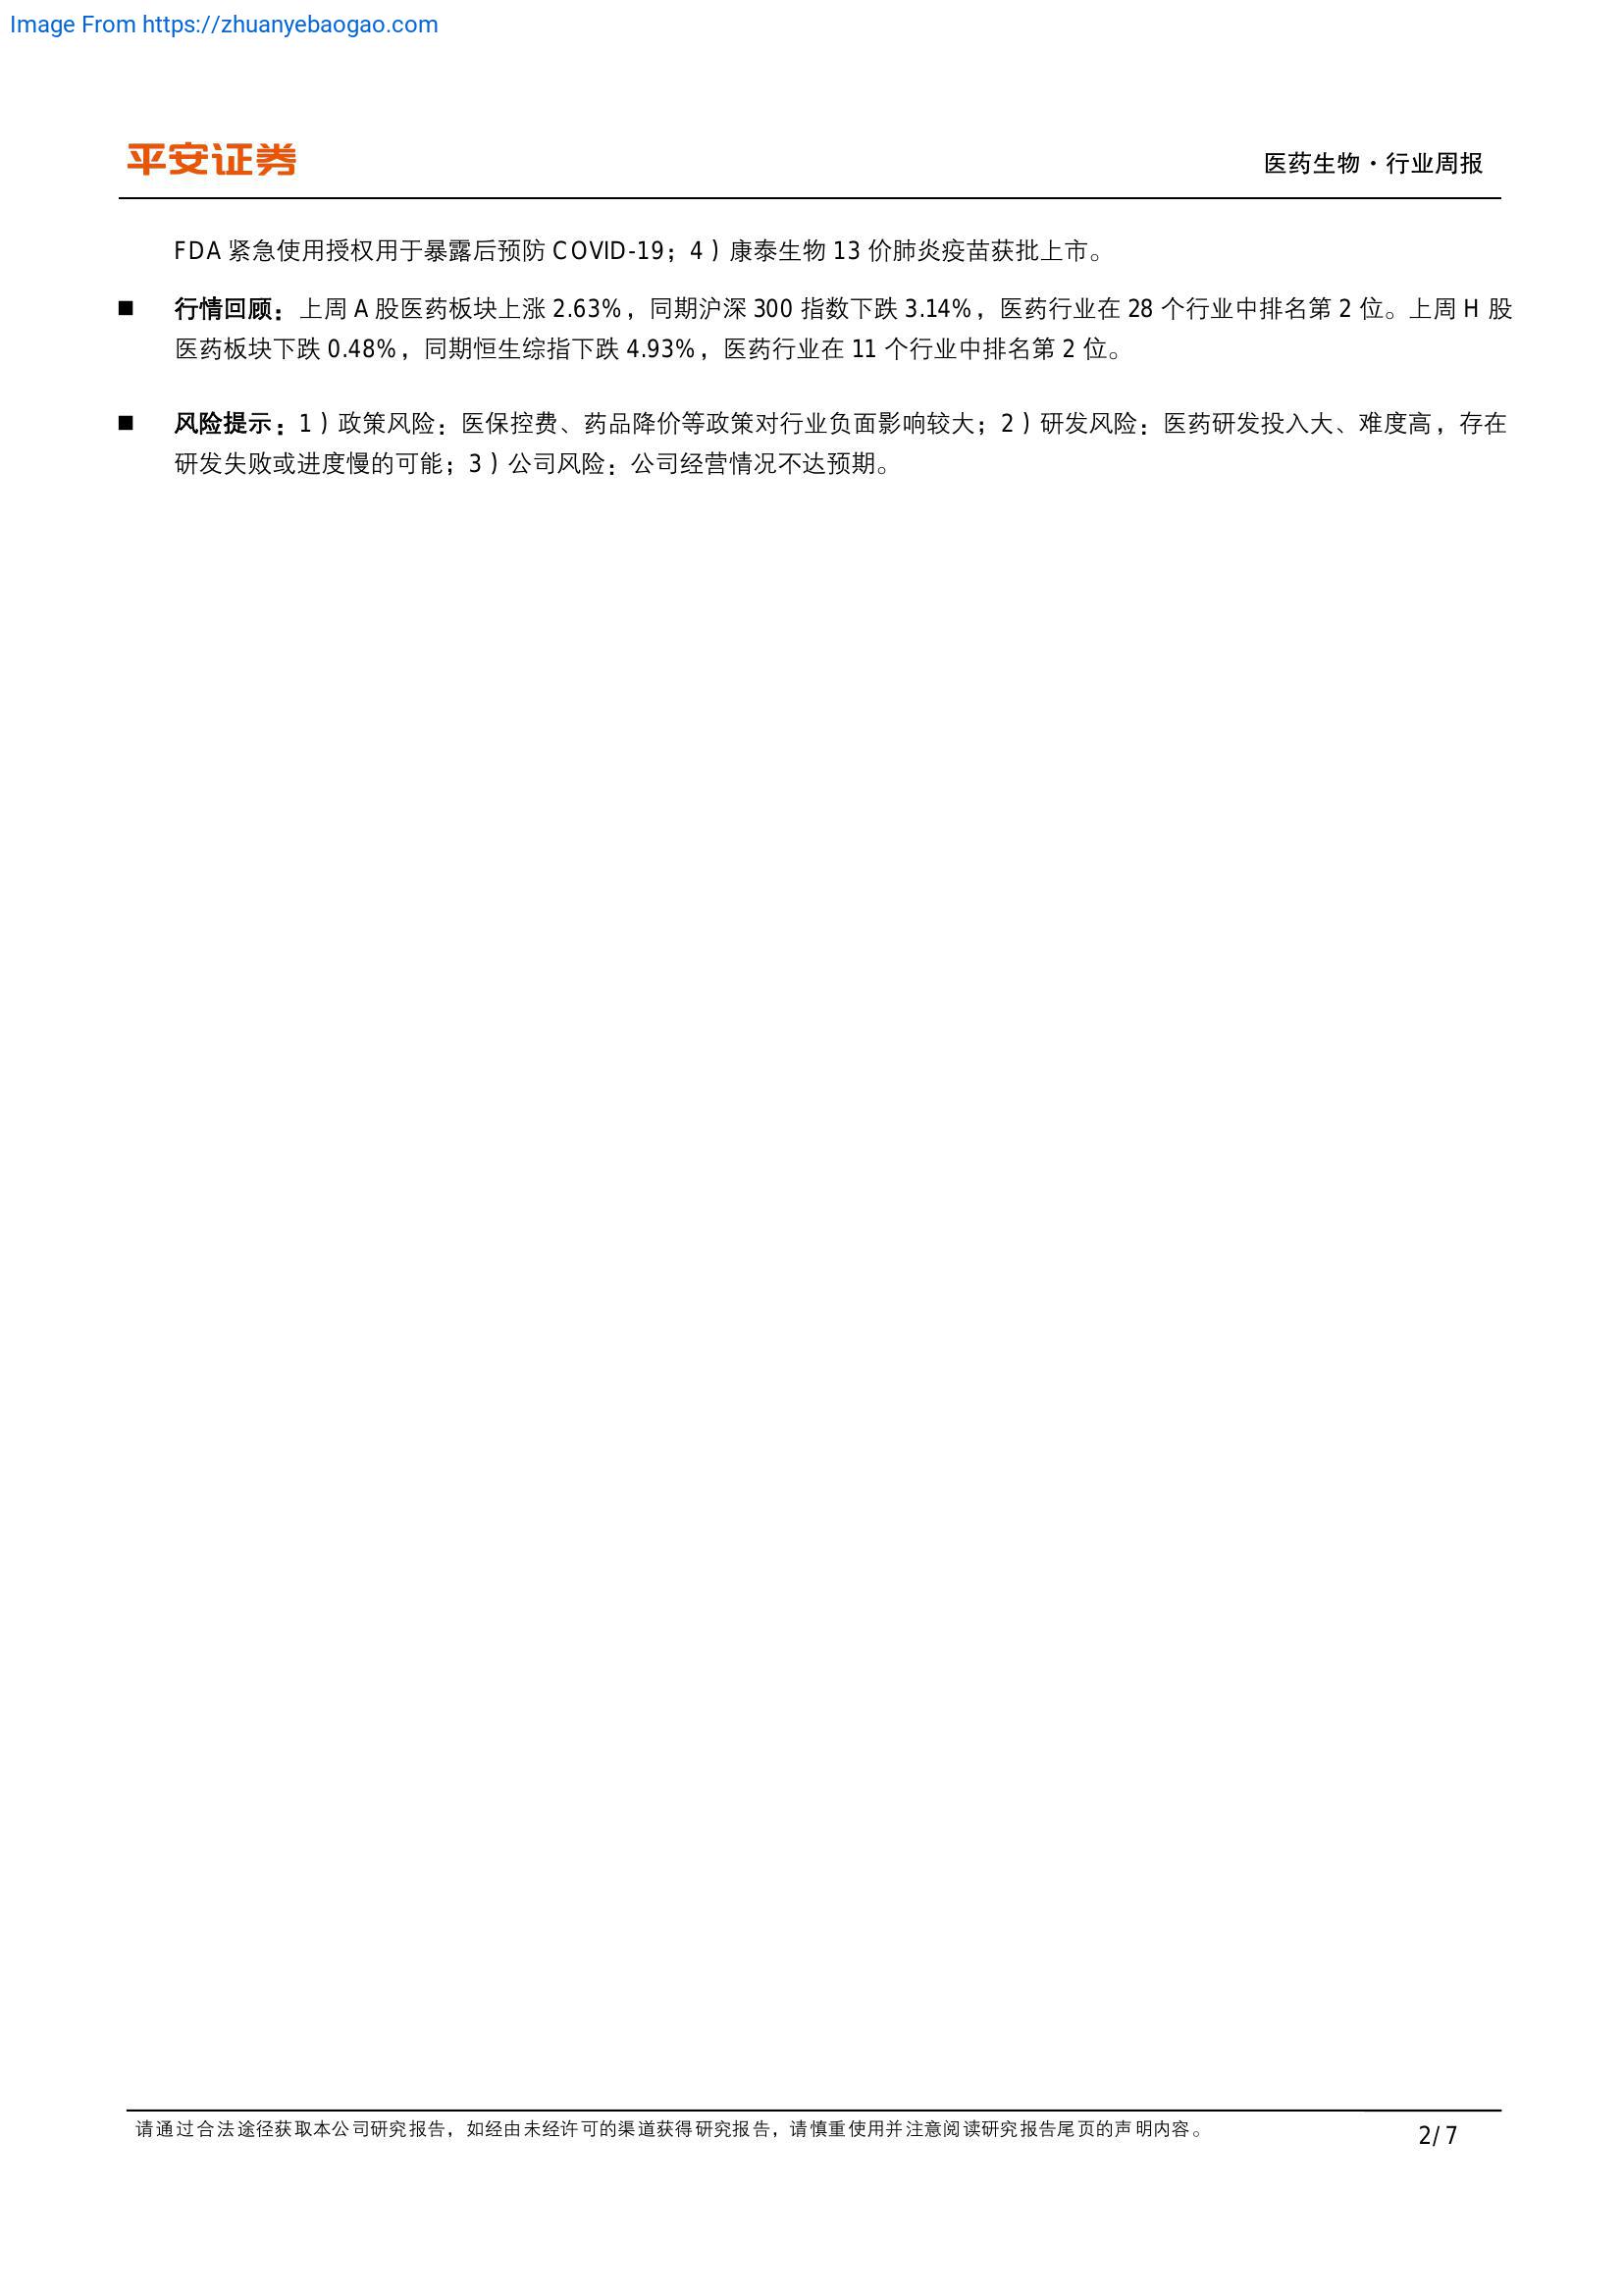 Image From https://zhuanyebaogao.com
平安证券
医药生物·行业周报
FDA 紧急使用授权用于暴露后预防 COVID-19；4）康泰生物 13 价肺炎疫苗获批上市。
■ 行情回顾：上周 A 股医药板块上涨 2.63%，同期沪深 300 指数下跌 3.14%，医药行业在 28 个行业中排名第 2 位。上周 H 股
医药板块下跌 0.48%，同期恒生综指下跌 4.93%，医药行业在 11 个行业中排名第 2 位。
■ 风险提示：1）政策风险：医保控费、药品降价等政策对行业负面影响较大；2）研发风险：医药研发投入大、难度高，存在
研发失败或进度慢的可能；3）公司风险：公司经营情况不达预期。
请通过合法途径获取本公司研究报告，如经由未经许可的渠道获得研究报告，请慎重使用并注意阅读研究报告尾页的声明内容。
2/ 7